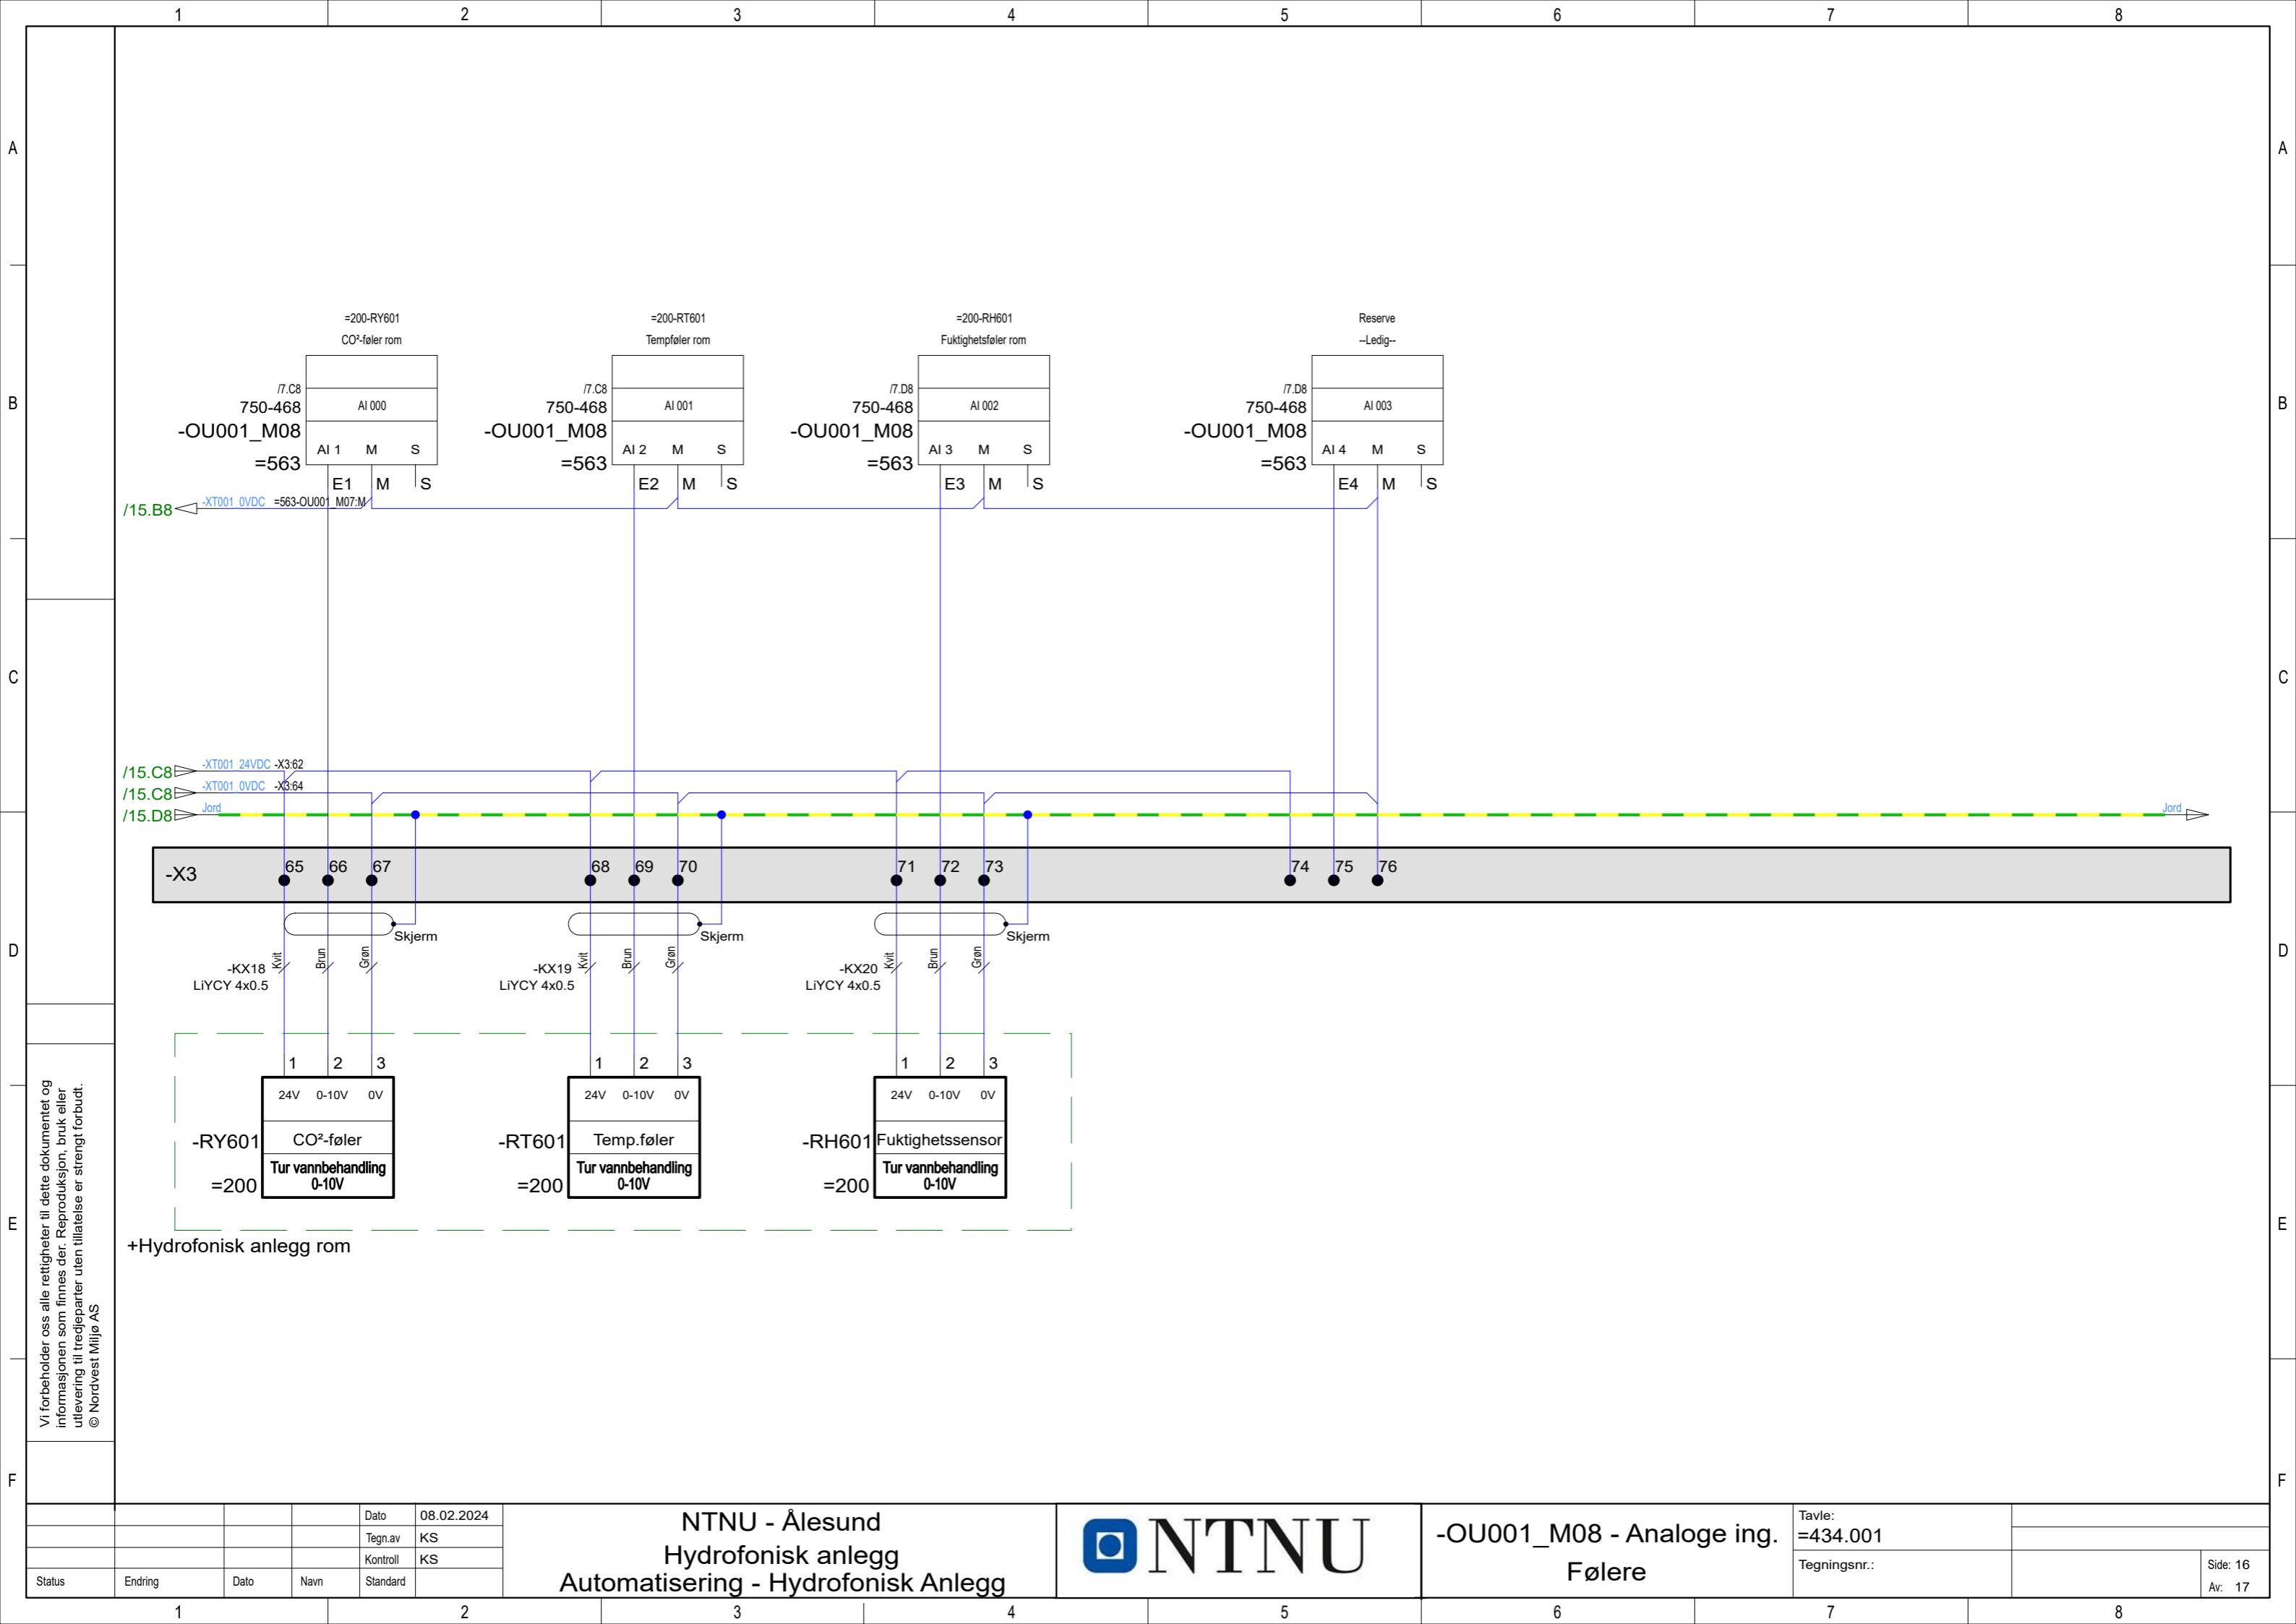 1 2 3 4 5 6 7 8
A A
B B
C C
D D
E E
F F
=200-RY601
CO²-føler rom
/7.C8
750-468
-OU001_M08
=563
AI 000
AI 1 M S
E1 M S
=200-RT601
Tempføler rom
/7.C8
750-468
-OU001_M08
=563
AI 001
AI 2 M S
E2 M S
=200-RH601
Fuktighetsføler rom
/7.D8
750-468
-OU001_M08
=563
AI 002
AI 3 M S
E3 M S
Reserve
--Ledig--
/7.D8
750-468
-OU001_M08
=563
AI 003
AI 4 M S
E4 M S
/15.B8 -XT001_0VDC =563-OU001_M07:M
/15.C8 -XT001_24VDC -X3:62
/15.C8 -XT001_0VDC -X3:64
/15.D8 Jord
Jord
-X3 65 66 67 68 69 70 71 72 73 74 75 76
Skjerm Skjerm Skjerm
-KX18 Kvit Brun Grøn
LiYCY 4x0.5
-KX19 Kvit Brun Grøn
LiYCY 4x0.5
-KX20 Kvit Brun Grøn
LiYCY 4x0.5
1 2 3
24V 0-10V 0V
-RY601
CO²-føler
Tur vannbehandling
0-10V
=200
1 2 3
24V 0-10V 0V
-RT601
Temp.føler
Tur vannbehandling
0-10V
=200
1 2 3
24V 0-10V 0V
-RH601
Fuktighetssensor
Tur vannbehandling
0-10V
=200
+Hydrofonisk anlegg rom
Vi forbeholder oss alle rettigheter til dette dokumentet og
informasjonen som finnes der. Reproduksjon, bruk eller
utlevering til tredjeparter uten tillatelse er strengt forbudt.
© Nordvest Miljø AS
Status Endring Dato Navn
Dato 08.02.2024
Tegn.av KS
Kontroll KS
Standard
NTNU - Ålesund
Hydrofonisk anlegg
Automatisering - Hydrofonisk Anlegg
NTNU
-OU001_M08 - Analoge ing.
Følere
Tavle:
=434.001
Tegningsnr.:
Side: 16
Av: 17
1 2 3 4 5 6 7 8